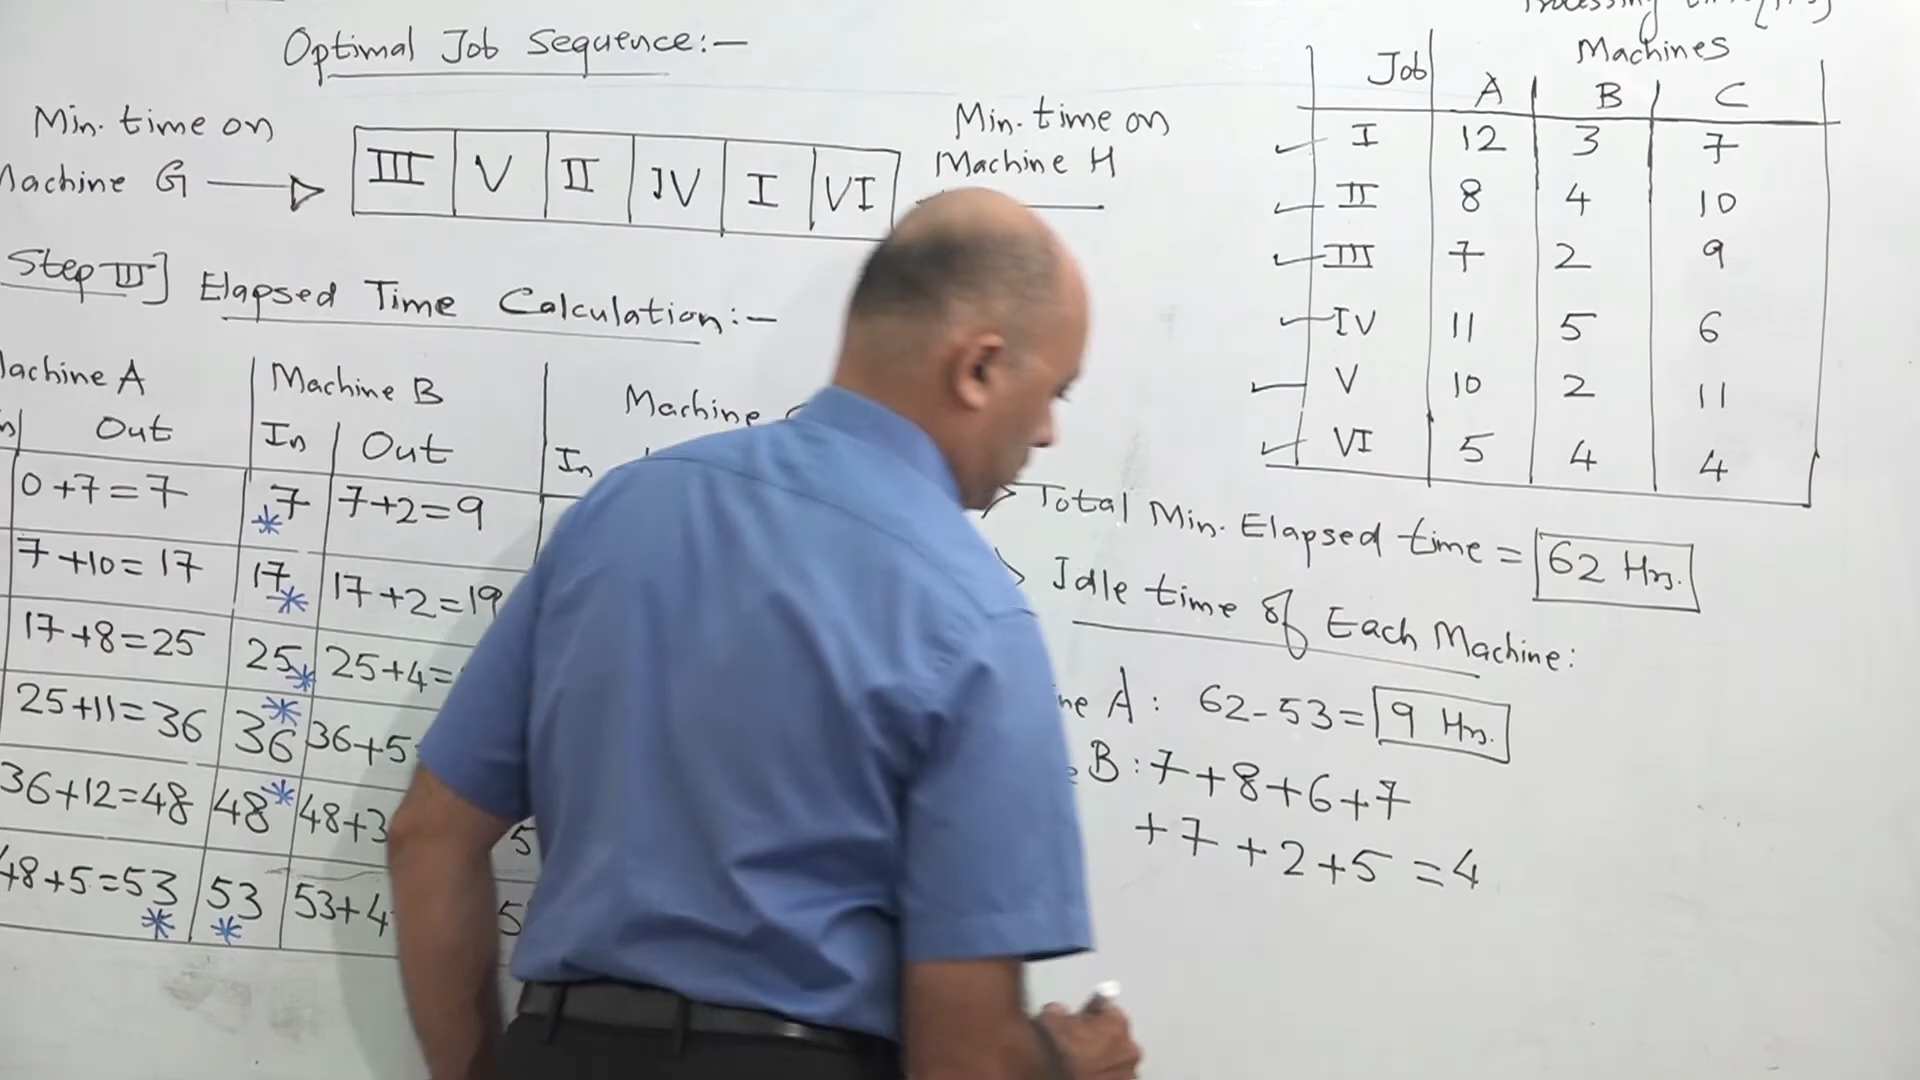 Optimal Job Sequence:—
Min. time on
Machine G
III V II IV I VI
Min. time on
Machine H
Step III] Elapsed Time Calculation:—
Machine A Machine B Machine
Out In Out In
0+7=7 7 7+2=9
*
7+10=17 17 17+2=19
*
17+8=25 25 25+4=
*
25+11=36 36 36+5
*
36+12=48 48 48+3 5
*
48+5=53 53 53+4 5
* *
Machines
Job A B C
I 12 3 7
II 8 4 10
III 7 2 9
IV 11 5 6
V 10 2 11
VI 5 4 4
Total Min. Elapsed time = 62 Hrs.
Idle time of Each Machine:
ne A : 62-53= 9 Hrs.
B : 7+8+6+7
+7+2+5 = 4